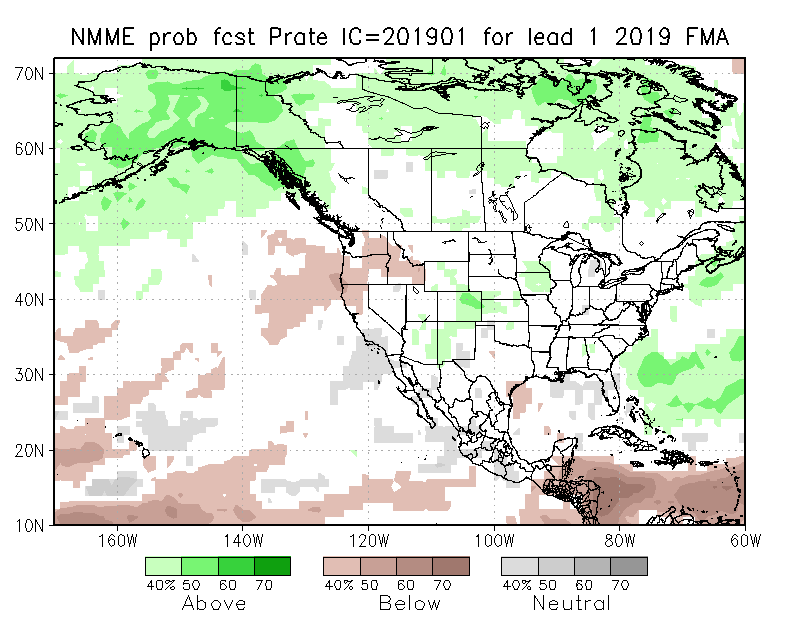 NMME prob fcst Prate IC=201901 for lead 1 2019 FMA
70N
60N
50N
40N
30N
20N
10N
160W 140W 120W 100W 80W 60W
40% 50 60 70 40% 50 60 70 40% 50 60 70
Above Below Neutral